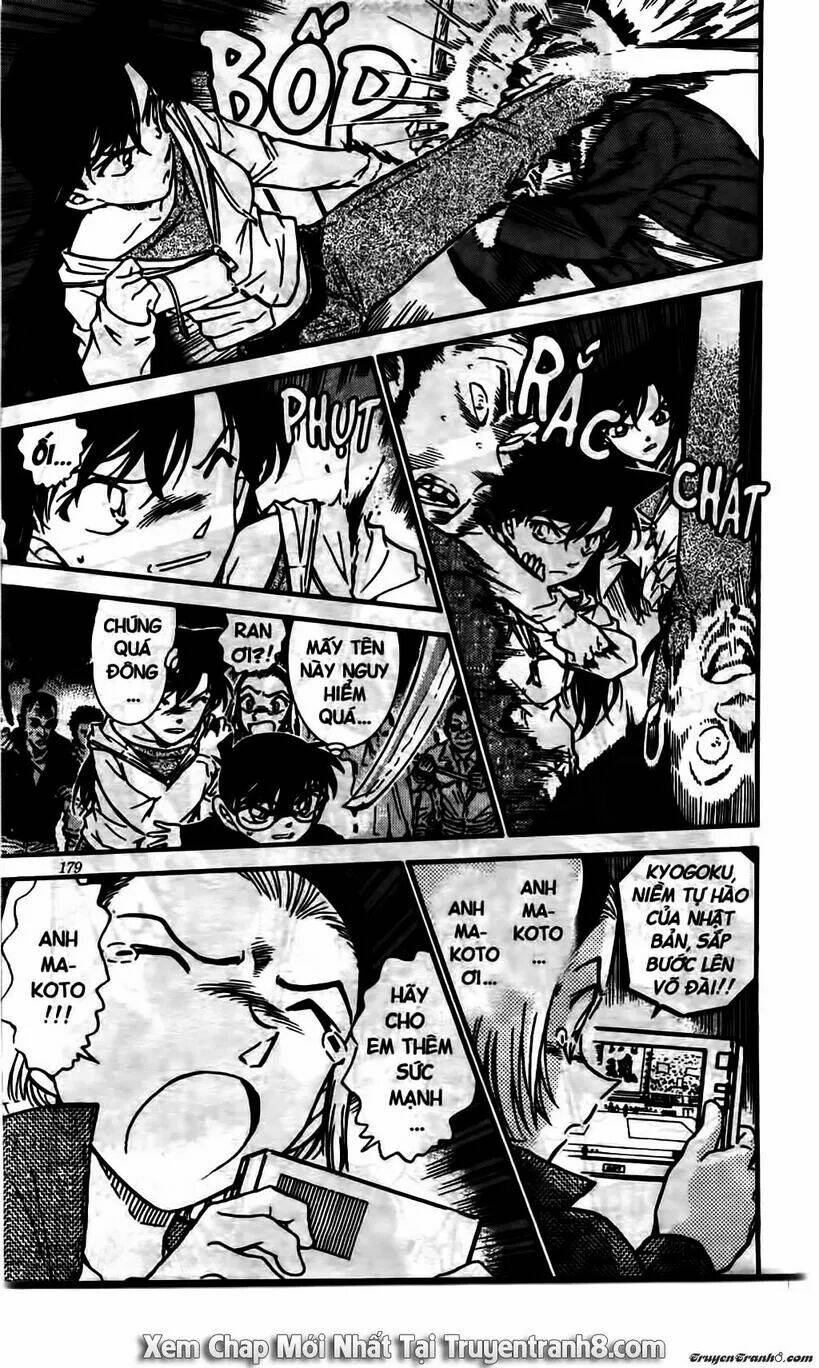 BỐP
RẮC
CHÁT
PHỤT
ỐI...
MẤY TÊN
NÀY NGUY
HIỂM
QUÁ...
RAN
ƠI?!
CHÚNG
QUÁ
ĐÔNG
...
179
KYOGOKU,
NIỀM TỰ HÀO
CỦA NHẬT
BẢN, SẮP
BƯỚC LÊN
VÕ ĐÀI!!
ANH
MA-
KOTO
...
ANH
MA-
KOTO
ƠI...
HÃY
CHO
EM THÊM
SỨC
MẠNH
...
ANH
MA-
KOTO
!!!
Xem Chap Mới Nhất Tại Truyentranh8.com
TruyenTranh8.com